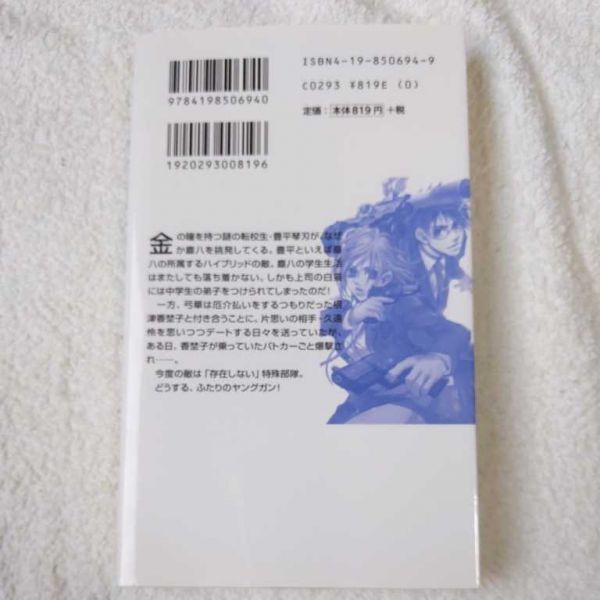 ISBN4-19-850694-9
C0293 ¥819E (0)
定価:本体819円+税
9784198506940
1920293008196
金の瞳を持つ謎の転校生・豊平琴刃が、なぜ
か塵八を挑発してくる。豊平といえば塵
八の所属するハイブリッドの敵。塵八の学生生活
はまたしても落ち着かない。しかも上司の白猫
には中学生の弟子をつけられてしまったのだ!
一方、弓華は厄介払いをするつもりだった根
津香埜子と付き合うことに。片思いの相手・久遠
怜を思いつつデートする日々を送っていたが、
ある日、香埜子が乗っていたパトカーごと爆撃さ
れ……。
今度の敵は「存在しない」特殊部隊。
どうする、ふたりのヤングガン!